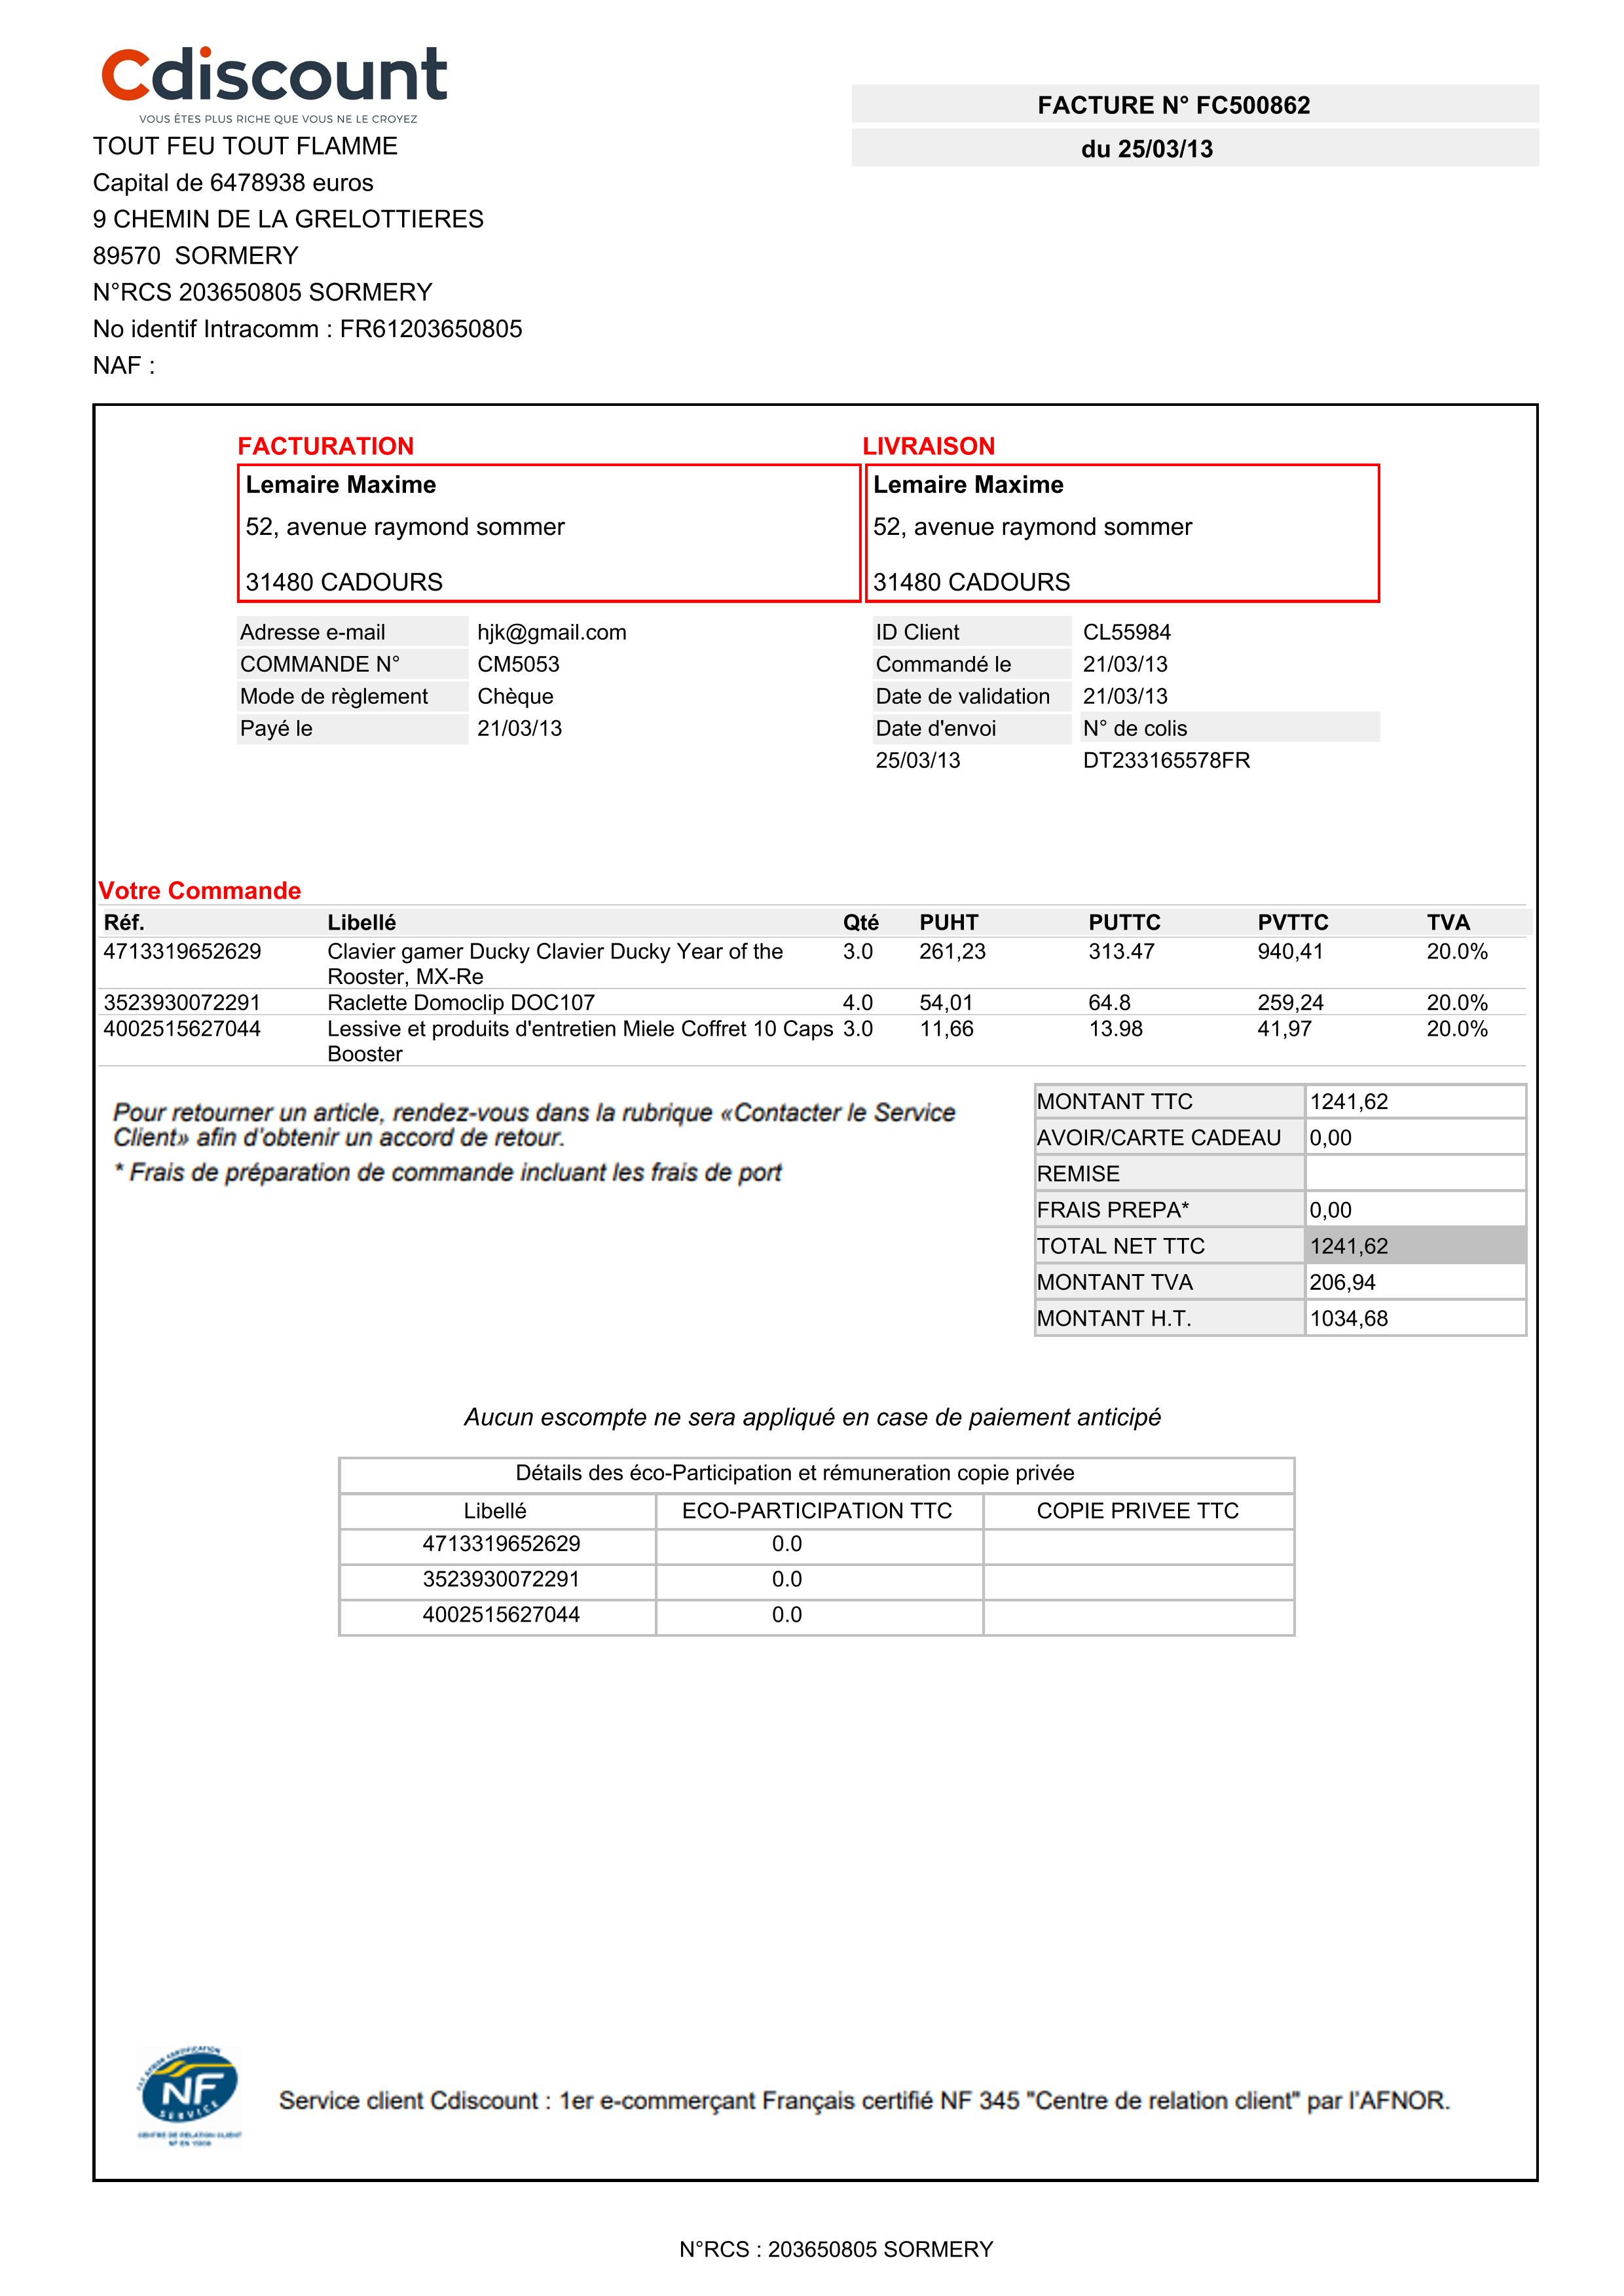 Cdiscount
VOUS ÊTES PLUS RICHE QUE VOUS NE LE CROYEZ
FACTURE N° FC500862
du 25/03/13
TOUT FEU TOUT FLAMME
Capital de 6478938 euros
9 CHEMIN DE LA GRELOTTIERES
89570  SORMERY
N°RCS 203650805 SORMERY
No identif Intracomm : FR61203650805
NAF :
FACTURATION
Lemaire Maxime
52, avenue raymond sommer
31480 CADOURS
LIVRAISON
Lemaire Maxime
52, avenue raymond sommer
31480 CADOURS
Adresse e-mail hjk@gmail.com
COMMANDE N° CM5053
Mode de règlement Chèque
Payé le 21/03/13
ID Client CL55984
Commandé le 21/03/13
Date de validation 21/03/13
Date d'envoi N° de colis
25/03/13 DT233165578FR
Votre Commande
Réf. Libellé Qté PUHT PUTTC PVTTC TVA
4713319652629 Clavier gamer Ducky Clavier Ducky Year of the 3.0 261,23 313.47 940,41 20.0%
Rooster, MX-Re
3523930072291 Raclette Domoclip DOC107 4.0 54,01 64.8 259,24 20.0%
4002515627044 Lessive et produits d'entretien Miele Coffret 10 Caps 3.0 11,66 13.98 41,97 20.0%
Booster
Pour retourner un article, rendez-vous dans la rubrique «Contacter le Service
Client» afin d'obtenir un accord de retour.
* Frais de préparation de commande incluant les frais de port
MONTANT TTC 1241,62
AVOIR/CARTE CADEAU 0,00
REMISE
FRAIS PREPA* 0,00
TOTAL NET TTC 1241,62
MONTANT TVA 206,94
MONTANT H.T. 1034,68
Aucun escompte ne sera appliqué en case de paiement anticipé
Détails des éco-Participation et rémuneration copie privée
Libellé ECO-PARTICIPATION TTC COPIE PRIVEE TTC
4713319652629 0.0
3523930072291 0.0
4002515627044 0.0
NF
SERVICE
CENTRE DE RELATION CLIENT
Service client Cdiscount : 1er e-commerçant Français certifié NF 345 "Centre de relation client" par l'AFNOR.
N°RCS : 203650805 SORMERY